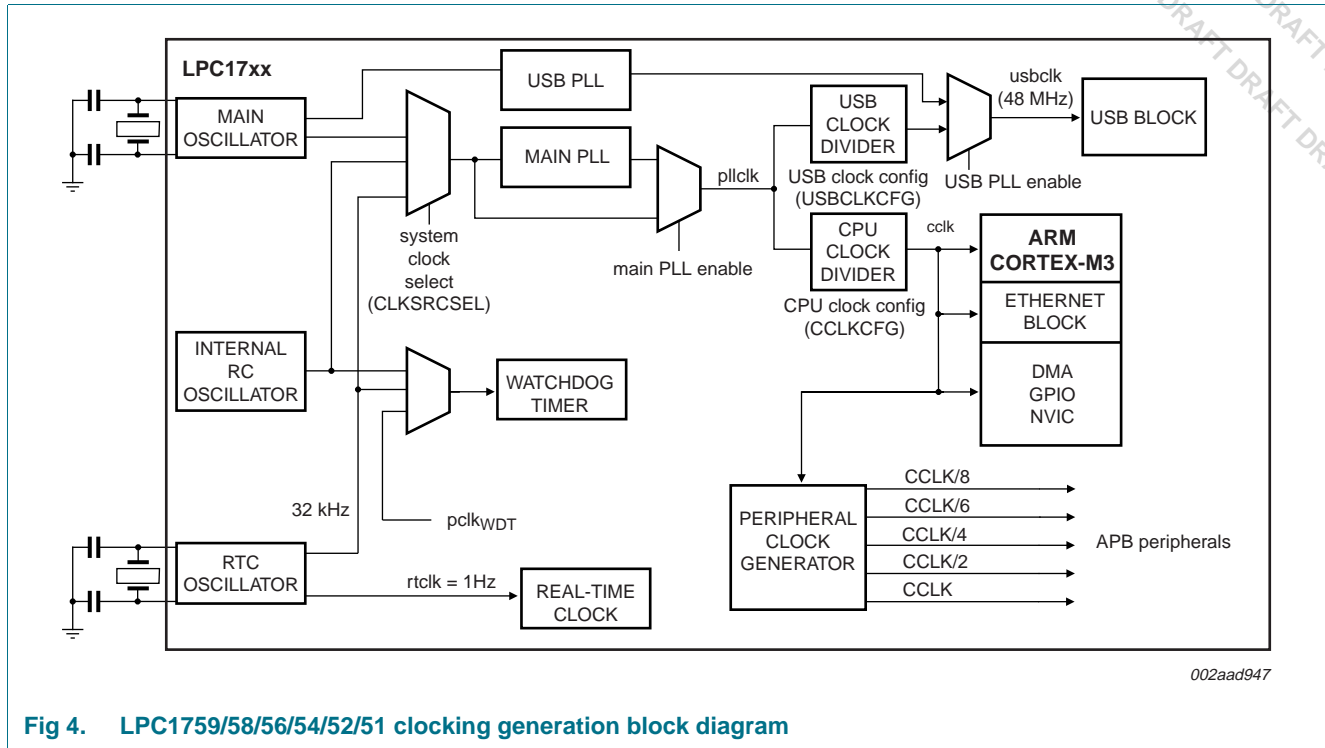 DRAFT DRAFT
DRAFT DRAFT DR
LPC17xx
MAIN
OSCILLATOR
USB PLL
MAIN PLL
system
clock
select
(CLKSRCSEL)
main PLL enable
pllclk
USB
CLOCK
DIVIDER
USB clock config
(USBCLKCFG)
usbclk
(48 MHz)
USB BLOCK
USB PLL enable
CPU
CLOCK
DIVIDER
CPU clock config
(CCLKCFG)
cclk
ARM
CORTEX-M3
ETHERNET
BLOCK
DMA
GPIO
NVIC
INTERNAL
RC
OSCILLATOR
WATCHDOG
TIMER
32 kHz
pclkWDT
RTC
OSCILLATOR
rtclk = 1Hz
REAL-TIME
CLOCK
PERIPHERAL
CLOCK
GENERATOR
CCLK/8
CCLK/6
CCLK/4
CCLK/2
CCLK
APB peripherals
002aad947
Fig 4. LPC1759/58/56/54/52/51 clocking generation block diagram